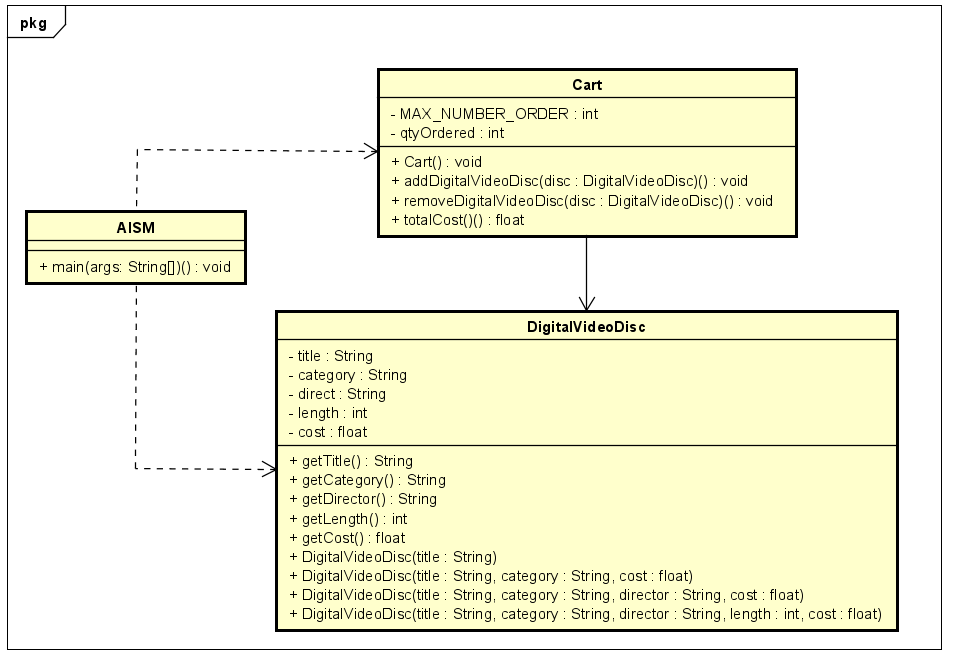 pkg
Cart
- MAX_NUMBER_ORDER : int
- qtyOrdered : int
+ Cart() : void
+ addDigitalVideoDisc(disc : DigitalVideoDisc)() : void
+ removeDigitalVideoDisc(disc : DigitalVideoDisc)() : void
+ totalCost()() : float
AISM
+ main(args: String[])() : void
DigitalVideoDisc
- title : String
- category : String
- direct : String
- length : int
- cost : float
+ getTitle() : String
+ getCategory() : String
+ getDirector() : String
+ getLength() : int
+ getCost() : float
+ DigitalVideoDisc(title : String)
+ DigitalVideoDisc(title : String, category : String, cost : float)
+ DigitalVideoDisc(title : String, category : String, director : String, cost : float)
+ DigitalVideoDisc(title : String, category : String, director : String, length : int, cost : float)